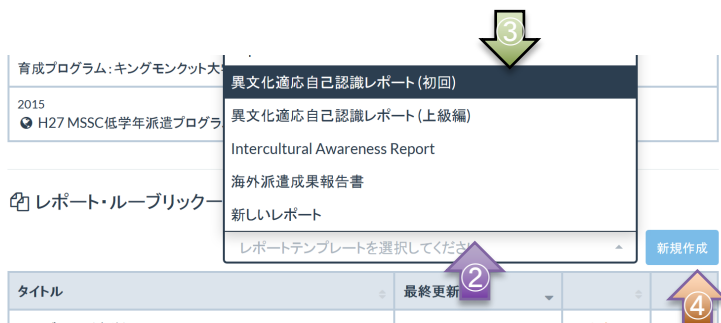 ③
育成プログラム:キングモンクット大
異文化適応自己認識レポート(初回)
2015
H27 MSSC低学年派遣プログラ
異文化適応自己認識レポート(上級編)
Intercultural Awareness Report
海外派遣成果報告書
レポート・ルーブリック一
新しいレポート
レポートテンプレートを選択してくださ
新規作成
②
タイトル
最終更新
④